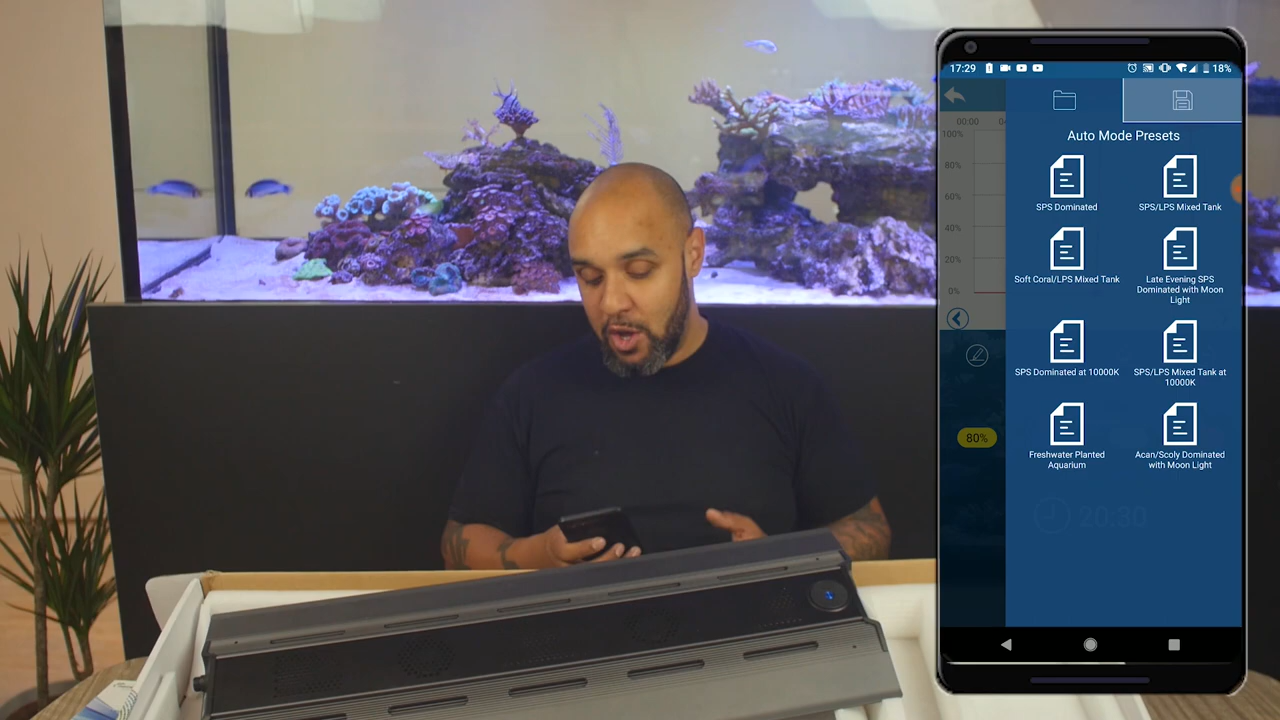 17:29
18%
00:00
100%
80%
60%
40%
20%
0%
80%
Auto Mode Presets
SPS Dominated
SPS/LPS Mixed Tank
Soft Coral/LPS Mixed Tank
Late Evening SPS
Dominated with Moon
Light
SPS Dominated at 10000K
SPS/LPS Mixed Tank at
10000K
Freshwater Planted
Aquarium
Acan/Scoly Dominated
with Moon Light
20:30